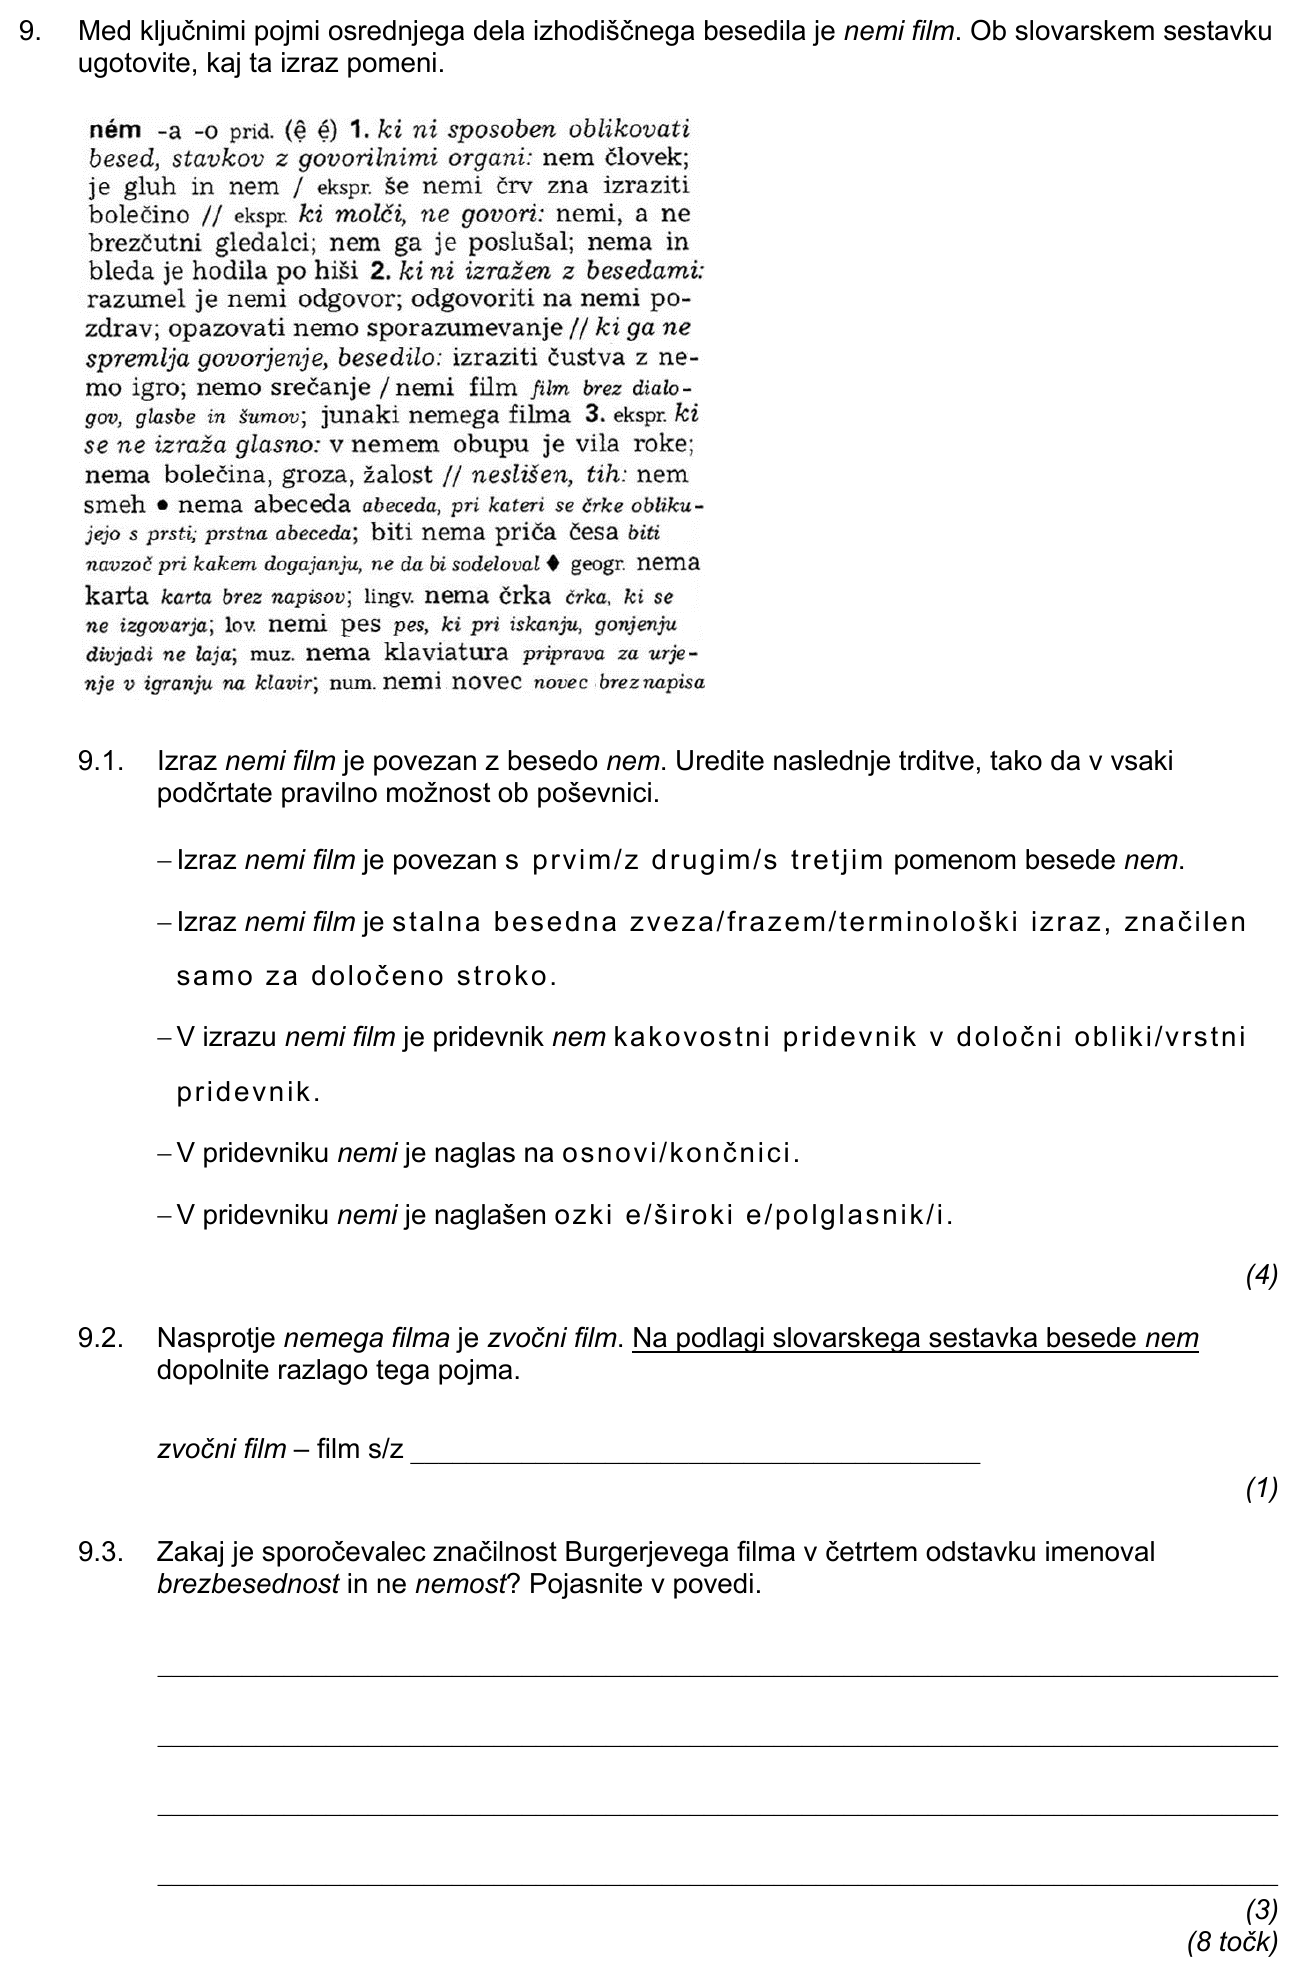 9. Med ključnimi pojmi osrednjega dela izhodiščnega besedila je nemi film. Ob slovarskem sestavku
ugotovite, kaj ta izraz pomeni.
ném -a -o prid. (ệ ẹ́) 1. ki ni sposoben oblikovati
besed, stavkov z govorilnimi organi: nem človek;
je gluh in nem / ekspr. še nemi črv zna izraziti
bolečino // ekspr. ki molči, ne govori: nemi, a ne
brezčutni gledalci; nem ga je poslušal; nema in
bleda je hodila po hiši 2. ki ni izražen z besedami:
razumel je nemi odgovor; odgovoriti na nemi po-
zdrav; opazovati nemo sporazumevanje // ki ga ne
spremlja govorjenje, besedilo: izraziti čustva z ne-
mo igro; nemo srečanje / nemi film film brez dialo-
gov, glasbe in šumov; junaki nemega filma 3. ekspr. ki
se ne izraža glasno: v nemem obupu je vila roke;
nema bolečina, groza, žalost // neslišen, tih: nem
smeh ● nema abeceda abeceda, pri kateri se črke obliku-
jejo s prsti; prstna abeceda; biti nema priča česa biti
navzoč pri kakem dogajanju, ne da bi sodeloval ♦ geogr. nema
karta karta brez napisov; lingv. nema črka črka, ki se
ne izgovarja; lov. nemi pes pes, ki pri iskanju, gonjenju
divjadi ne laja; muz. nema klaviatura priprava za urje-
nje v igranju na klavir; num. nemi novec novec brez napisa
9.1. Izraz nemi film je povezan z besedo nem. Uredite naslednje trditve, tako da v vsaki
podčrtate pravilno možnost ob poševnici.
– Izraz nemi film je povezan s prvim/z drugim/s tretjim pomenom besede nem.
– Izraz nemi film je stalna besedna zveza/frazem/terminološki izraz, značilen
samo za določeno stroko.
– V izrazu nemi film je pridevnik nem kakovostni pridevnik v določni obliki/vrstni
pridevnik.
– V pridevniku nemi je naglas na osnovi/končnici.
– V pridevniku nemi je naglašen ozki e/široki e/polglasnik/i.
(4)
9.2. Nasprotje nemega filma je zvočni film. Na podlagi slovarskega sestavka besede nem
dopolnite razlago tega pojma.
zvočni film – film s/z ______________________________________
(1)
9.3. Zakaj je sporočevalec značilnost Burgerjevega filma v četrtem odstavku imenoval
brezbesednost in ne nemost? Pojasnite v povedi.
(3)
(8 točk)